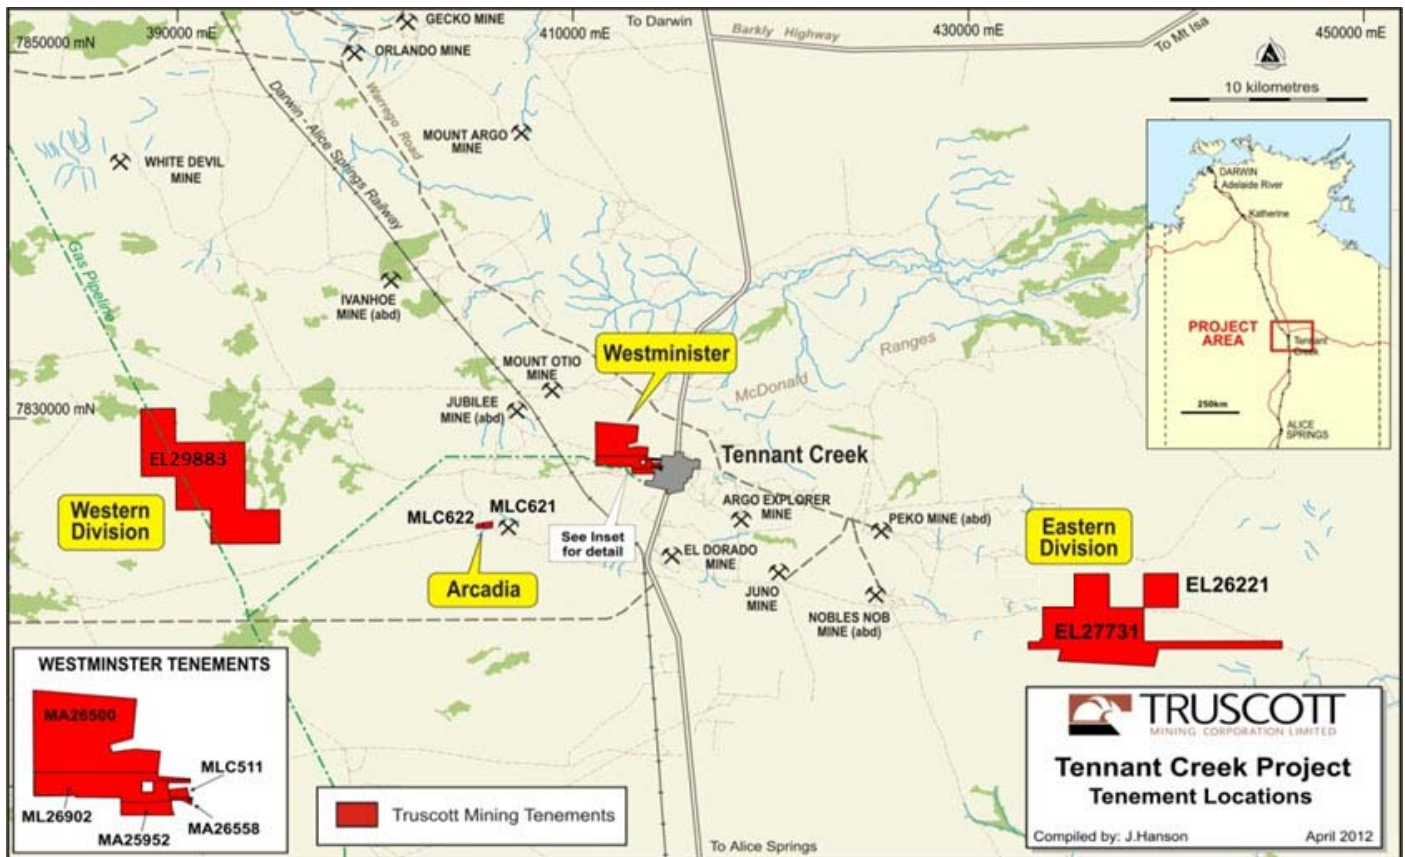 7850000 mN
390000 mE
GECKO MINE
410000 mE
To Darwin
Barkly Highway
430000 mE
To Mt Isa
450000 mE
ORLANDO MINE
10 kilometres
Darwin - Alice Springs Railway
Warrego Road
MOUNT ARGO
MINE
WHITE DEVIL
MINE
DARWIN
Adelaide River
Katherine
PROJECT
AREA
Tennant
Creek
250km
ALICE
SPRINGS
Gas Pipeline
IVANHOE
MINE (abd)
Westminister
McDonald Ranges
MOUNT OTIO
MINE
JUBILEE
MINE (abd)
7830000 mN
EL29883
Western
Division
Tennant Creek
MLC622
MLC621
Arcadia
See Inset
for detail
ARGO EXPLORER
MINE
PEKO MINE (abd)
EL DORADO
MINE
JUNO
MINE
NOBLES NOB
MINE (abd)
Eastern
Division
EL26221
EL27731
WESTMINSTER TENEMENTS
MA26500
MLC511
ML26902
MA26558
MA25952
Truscott Mining Tenements
To Alice Springs
TRUSCOTT
MINING CORPORATION LIMITED
Tennant Creek Project
Tenement Locations
Compiled by: J.Hanson
April 2012